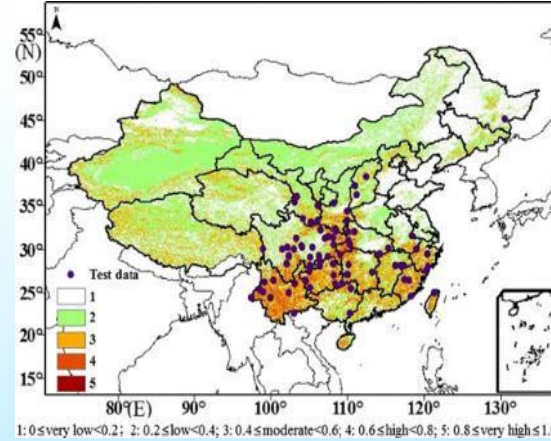 N
55°
(N)
50°
45°
40°
35°
30°
25°
20°
15°
Test data
1
2
3
4
5
80°(E) 90° 100° 110° 120° 130°
1: 0≤very low<0.2; 2: 0.2≤low<0.4; 3: 0.4≤moderate<0.6; 4: 0.6≤high<0.8; 5: 0.8≤very high≤1.